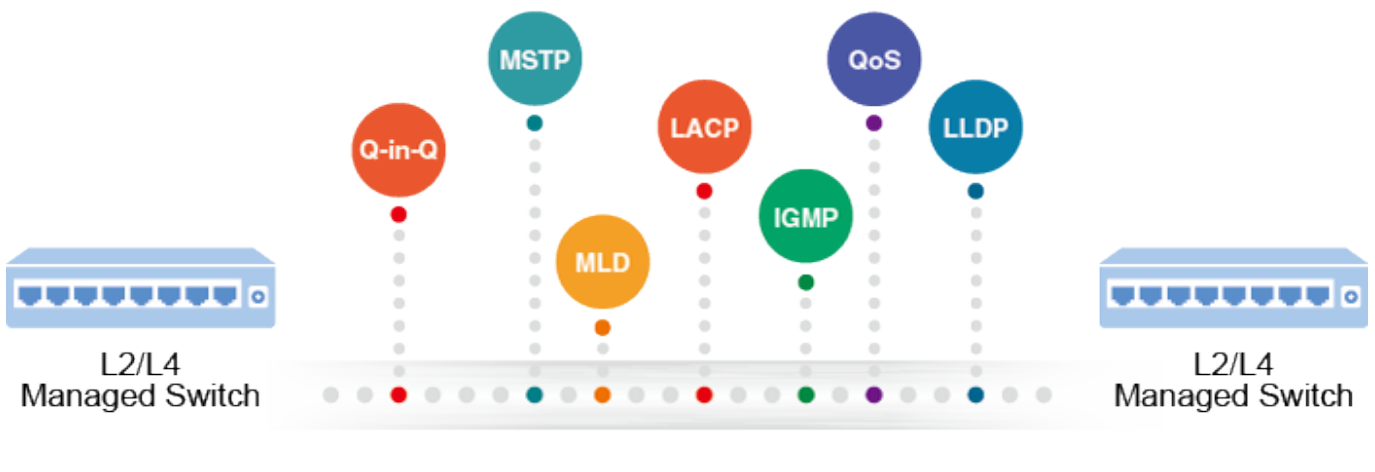 MSTP
QoS
LACP
LLDP
Q-in-Q
IGMP
MLD
L2/L4
Managed Switch
L2/L4
Managed Switch